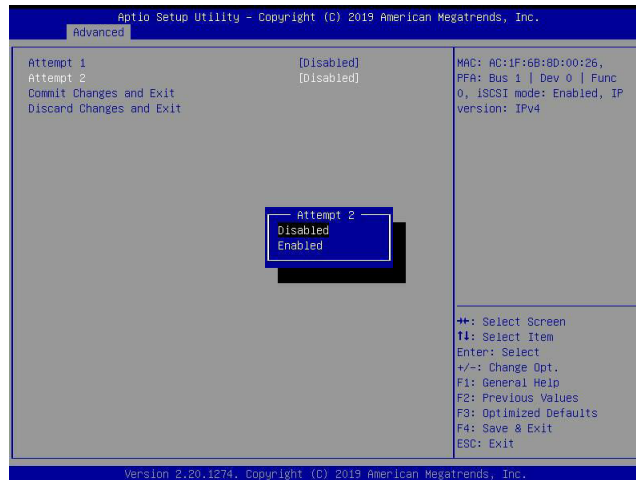 Aptio Setup Utility – Copyright (C) 2019 American Megatrends, Inc.
Advanced
Attempt 1 [Disabled]
Attempt 2 [Disabled]
Commit Changes and Exit
Discard Changes and Exit
MAC: AC:1F:6B:8D:00:26,
PFA: Bus 1 | Dev 0 | Func
0, iSCSI mode: Enabled, IP
version: IPv4
Attempt 2
Disabled
Enabled
→←: Select Screen
↑↓: Select Item
Enter: Select
+/-: Change Opt.
F1: General Help
F2: Previous Values
F3: Optimized Defaults
F4: Save & Exit
ESC: Exit
Version 2.20.1274. Copyright (C) 2019 American Megatrends, Inc.